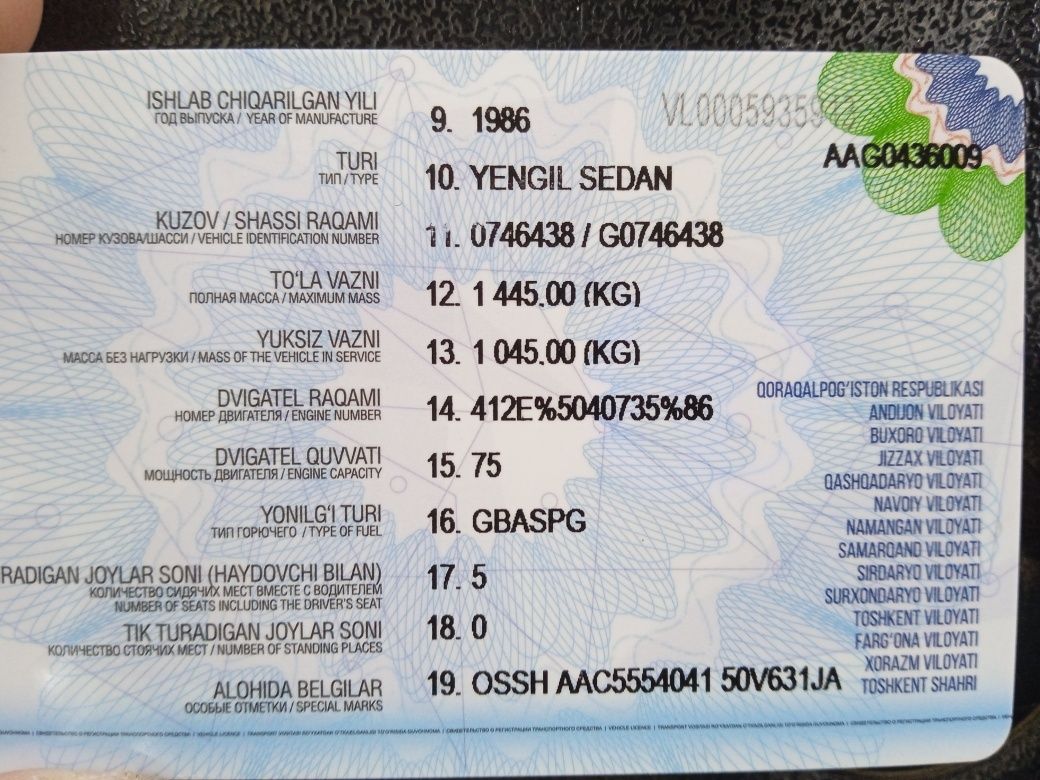 VL0005935943
AAG0436009
ISHLAB CHIQARILGAN YILI
ГОД ВЫПУСКА / YEAR OF MANUFACTURE
9. 1986
TURI
ТИП / TYPE
10. YENGIL SEDAN
KUZOV / SHASSI RAQAMI
НОМЕР КУЗОВА/ШАССИ / VEHICLE IDENTIFICATION NUMBER
11. 0746438 / G0746438
TO‘LA VAZNI
ПОЛНАЯ МАССА / MAXIMUM MASS
12. 1 445.00 (KG)
YUKSIZ VAZNI
МАССА БЕЗ НАГРУЗКИ / MASS OF THE VEHICLE IN SERVICE
13. 1 045.00 (KG)
DVIGATEL RAQAMI
НОМЕР ДВИГАТЕЛЯ / ENGINE NUMBER
14. 412E%5040735%86
DVIGATEL QUVVATI
МОЩНОСТЬ ДВИГАТЕЛЯ / ENGINE CAPACITY
15. 75
YONILG‘I TURI
ТИП ГОРЮЧЕГО / TYPE OF FUEL
16. GBASPG
RADIGAN JOYLAR SONI (HAYDOVCHI BILAN)
КОЛИЧЕСТВО СИДЯЧИХ МЕСТ ВМЕСТЕ С ВОДИТЕЛЕМ
NUMBER OF SEATS INCLUDING THE DRIVER'S SEAT
17. 5
TIK TURADIGAN JOYLAR SONI
КОЛИЧЕСТВО СТОЯЧИХ МЕСТ / NUMBER OF STANDING PLACES
18. 0
ALOHIDA BELGILAR
ОСОБЫЕ ОТМЕТКИ / SPECIAL MARKS
19. OSSH AAC5554041 50V631JA
QORAQALPOG‘ISTON RESPUBLIKASI
ANDIJON VILOYATI
BUXORO VILOYATI
JIZZAX VILOYATI
QASHQADARYO VILOYATI
NAVOIY VILOYATI
NAMANGAN VILOYATI
SAMARQAND VILOYATI
SIRDARYO VILOYATI
SURXONDARYO VILOYATI
TOSHKENT VILOYATI
FARG‘ONA VILOYATI
XORAZM VILOYATI
TOSHKENT SHAHRI